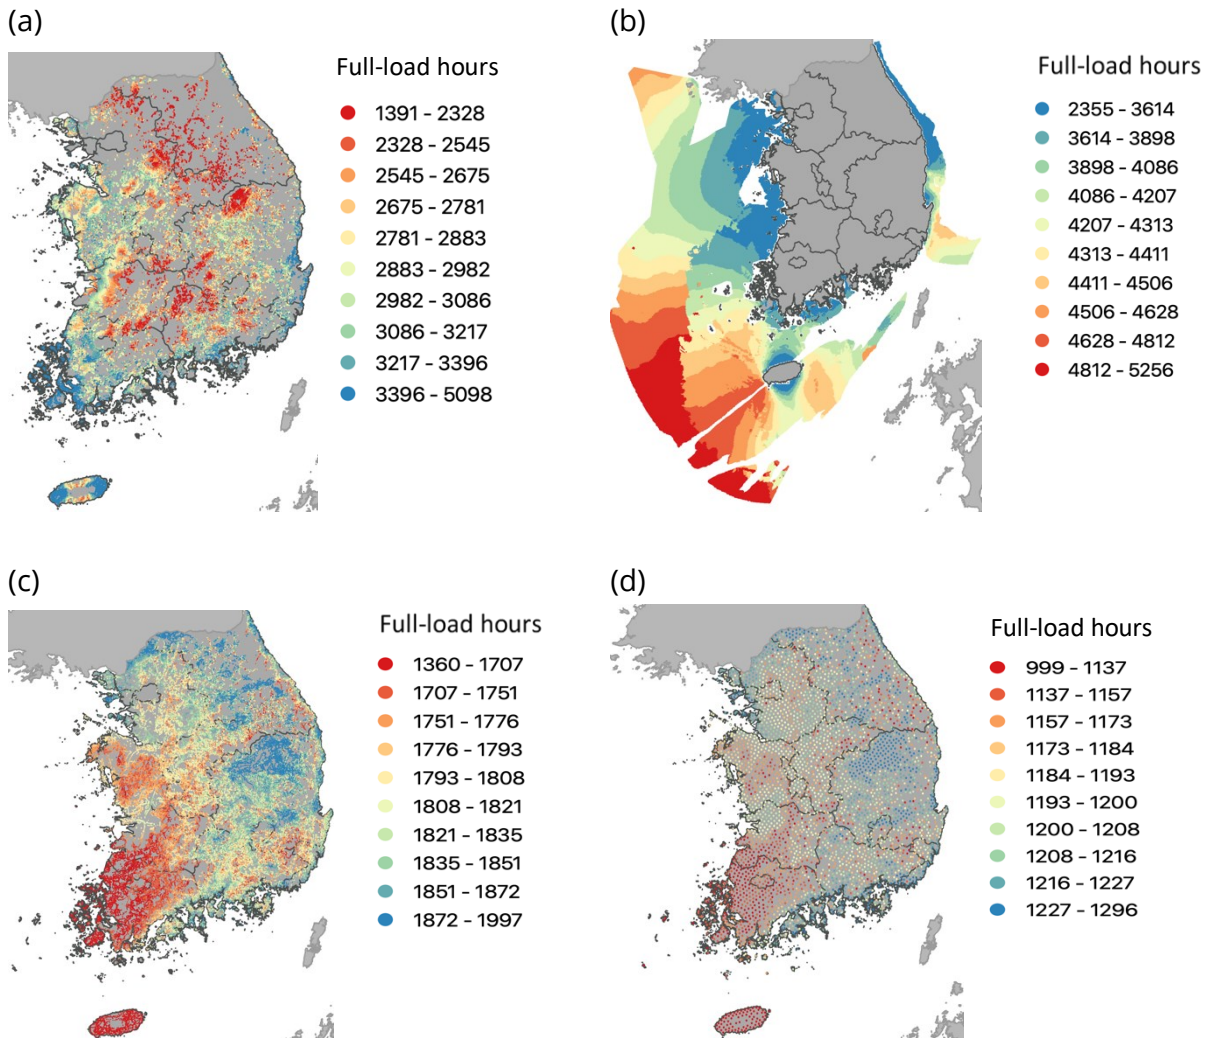 (a)
Full-load hours
1391 – 2328
2328 – 2545
2545 – 2675
2675 – 2781
2781 – 2883
2883 – 2982
2982 – 3086
3086 – 3217
3217 – 3396
3396 – 5098
(b)
Full-load hours
2355 – 3614
3614 – 3898
3898 – 4086
4086 – 4207
4207 – 4313
4313 – 4411
4411 – 4506
4506 – 4628
4628 – 4812
4812 – 5256
(c)
Full-load hours
1360 – 1707
1707 – 1751
1751 – 1776
1776 – 1793
1793 – 1808
1808 – 1821
1821 – 1835
1835 – 1851
1851 – 1872
1872 – 1997
(d)
Full-load hours
999 – 1137
1137 – 1157
1157 – 1173
1173 – 1184
1184 – 1193
1193 – 1200
1200 – 1208
1208 – 1216
1216 – 1227
1227 – 1296